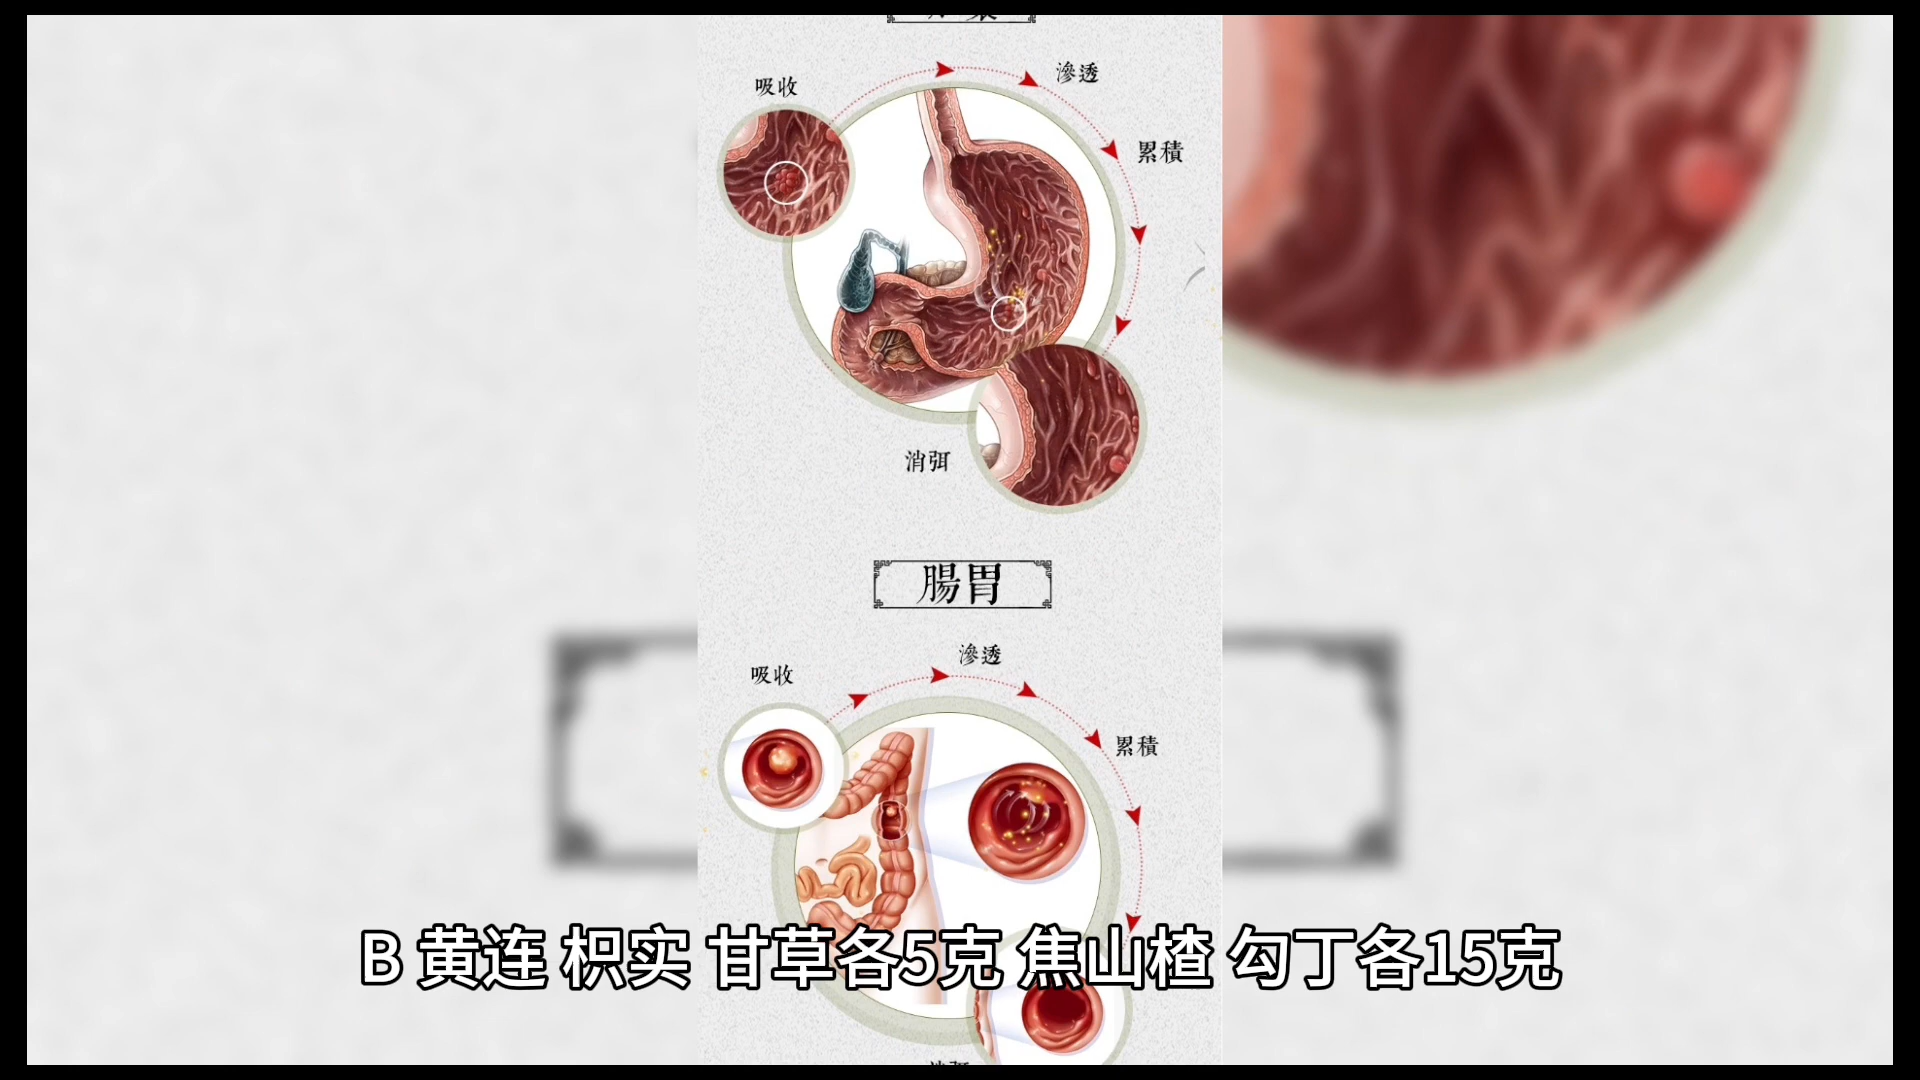 吸收
滲透
累積
消弭
腸胃
滲透
吸收
累積
B 黄连 枳实 甘草各5克 焦山楂 勾丁各15克